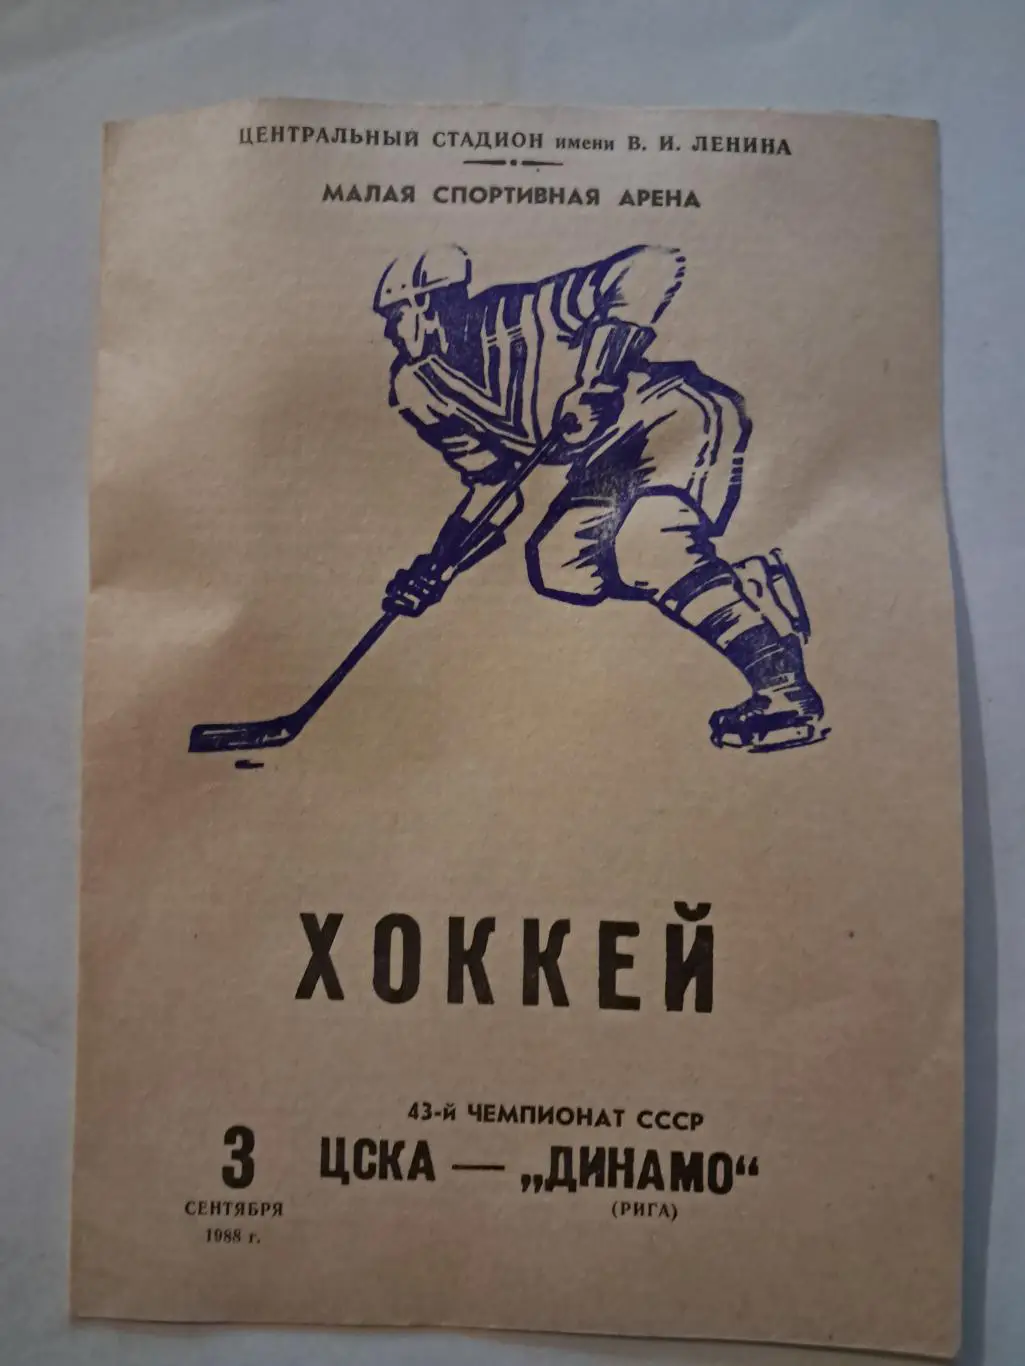 ЦЕНТРАЛЬНЫЙ СТАДИОН имени В. И. ЛЕНИНА
МАЛАЯ СПОРТИВНАЯ АРЕНА
ХОККЕЙ
43-й ЧЕМПИОНАТ СССР
3 ЦСКА — „ДИНАМО“
СЕНТЯБРЯ (РИГА)
1988 г.